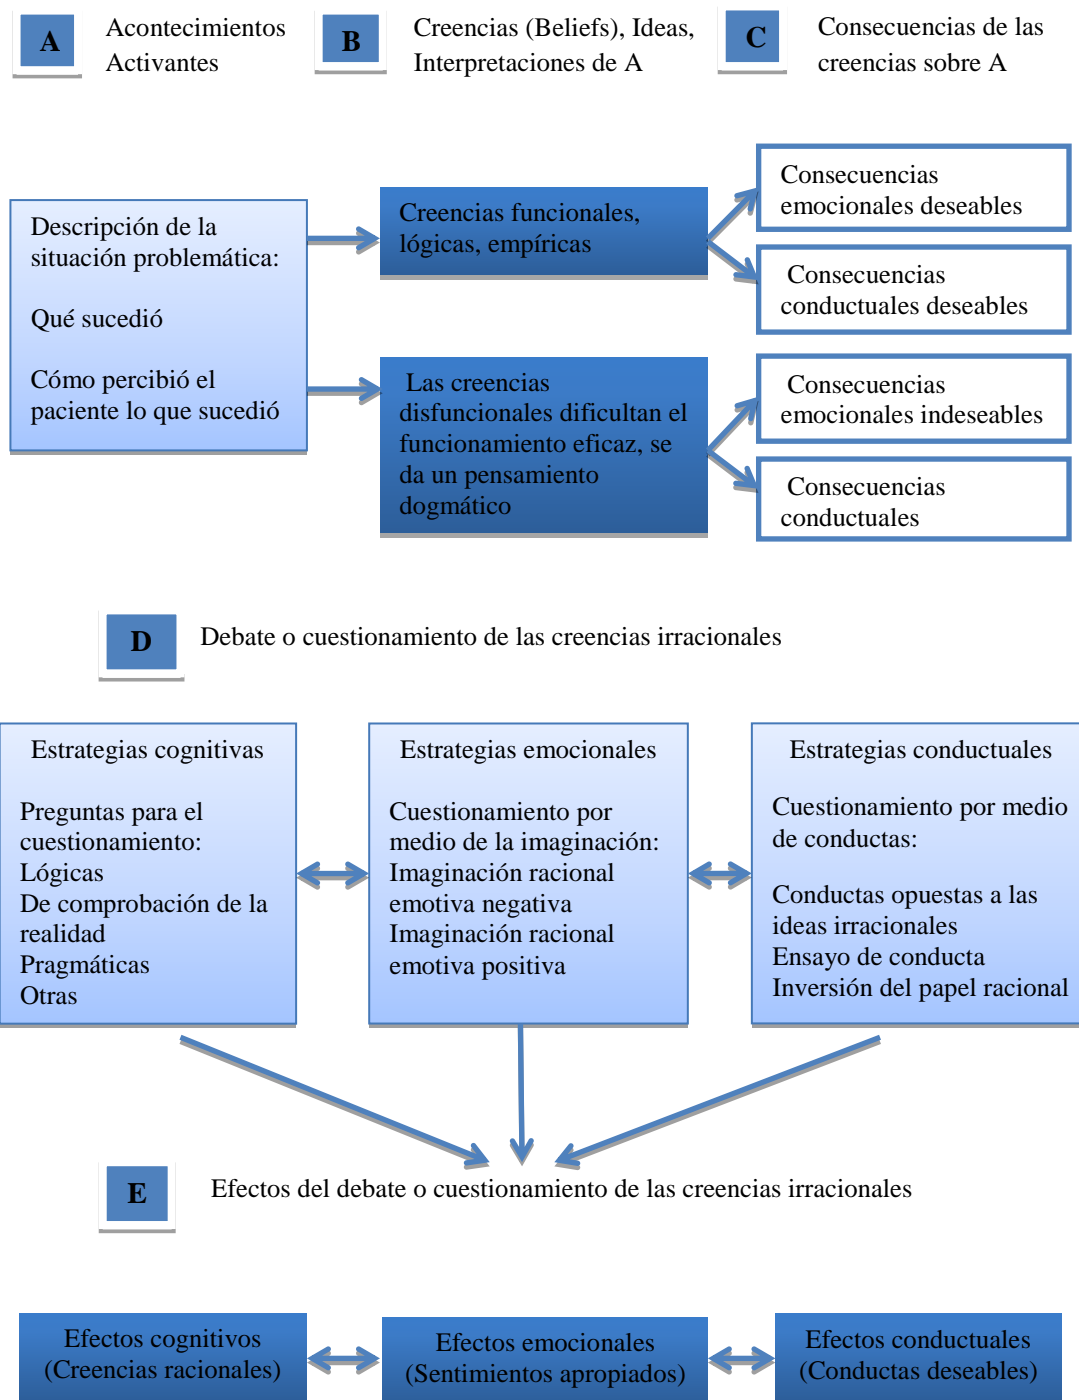 A
Acontecimientos
Activantes
B
Creencias (Beliefs), Ideas,
Interpretaciones de A
C
Consecuencias de las
creencias sobre A
Descripción de la
situación problemática:
Qué sucedió
Cómo percibió el
paciente lo que sucedió
Creencias funcionales,
lógicas, empíricas
Las creencias
disfuncionales dificultan el
funcionamiento eficaz, se
da un pensamiento
dogmático
Consecuencias
emocionales deseables
Consecuencias
conductuales deseables
Consecuencias
emocionales indeseables
Consecuencias
conductuales
D
Debate o cuestionamiento de las creencias irracionales
Estrategias cognitivas
Preguntas para el
cuestionamiento:
Lógicas
De comprobación de la
realidad
Pragmáticas
Otras
Estrategias emocionales
Cuestionamiento por
medio de la imaginación:
Imaginación racional
emotiva negativa
Imaginación racional
emotiva positiva
Estrategias conductuales
Cuestionamiento por medio
de conductas:
Conductas opuestas a las
ideas irracionales
Ensayo de conducta
Inversión del papel racional
E
Efectos del debate o cuestionamiento de las creencias irracionales
Efectos cognitivos
(Creencias racionales)
Efectos emocionales
(Sentimientos apropiados)
Efectos conductuales
(Conductas deseables)